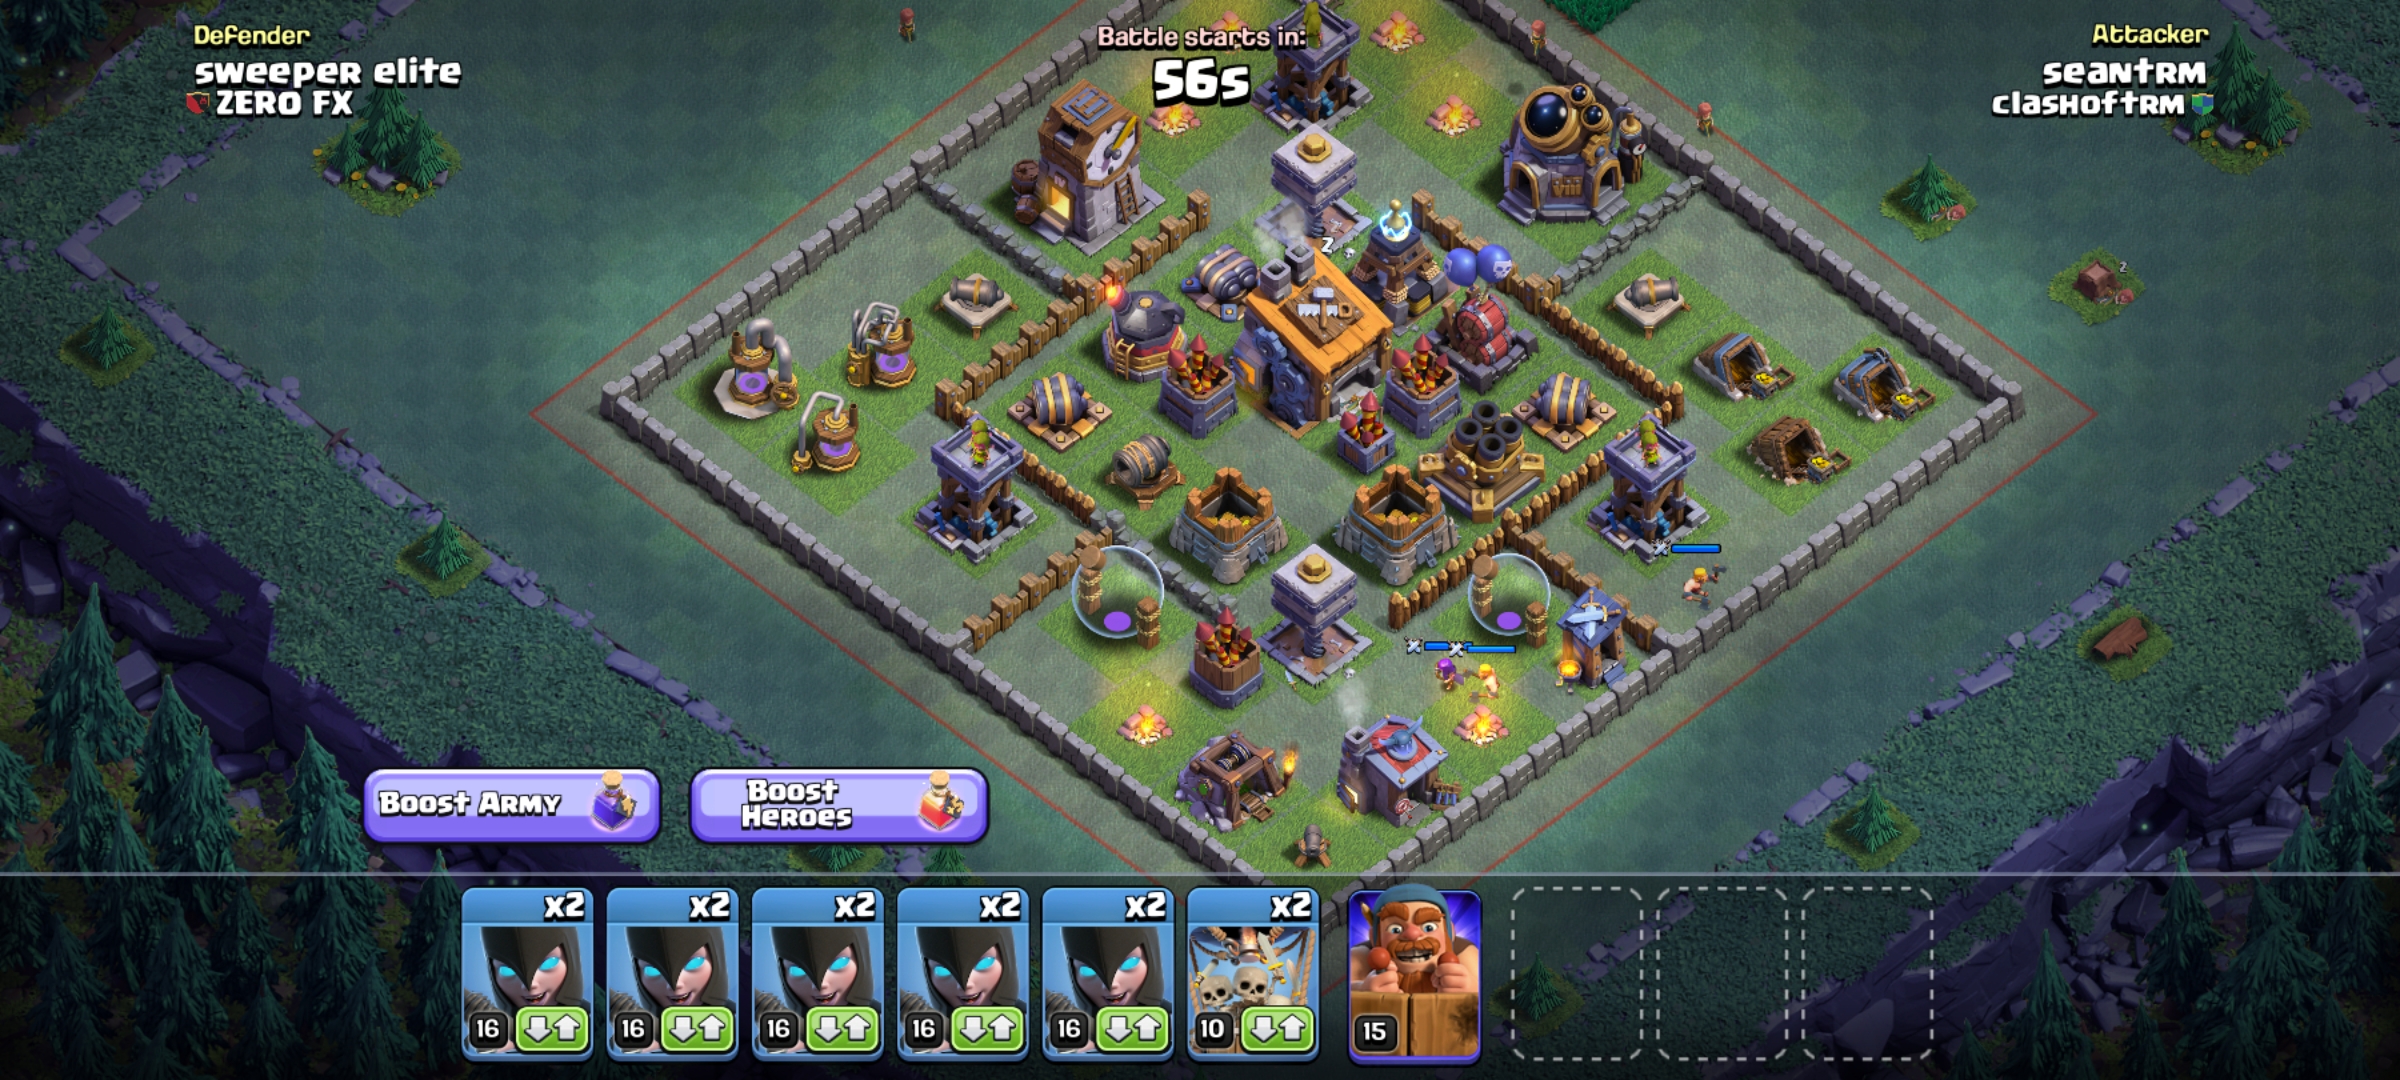 Defender
sweeper elite
ZERO FX
Battle starts in:
56s
Attacker
seantrm
clashoftrm
VIII
z
z
z
Boost Army
Boost
Heroes
x2
x2
x2
x2
x2
x2
16
16
16
16
16
10
15